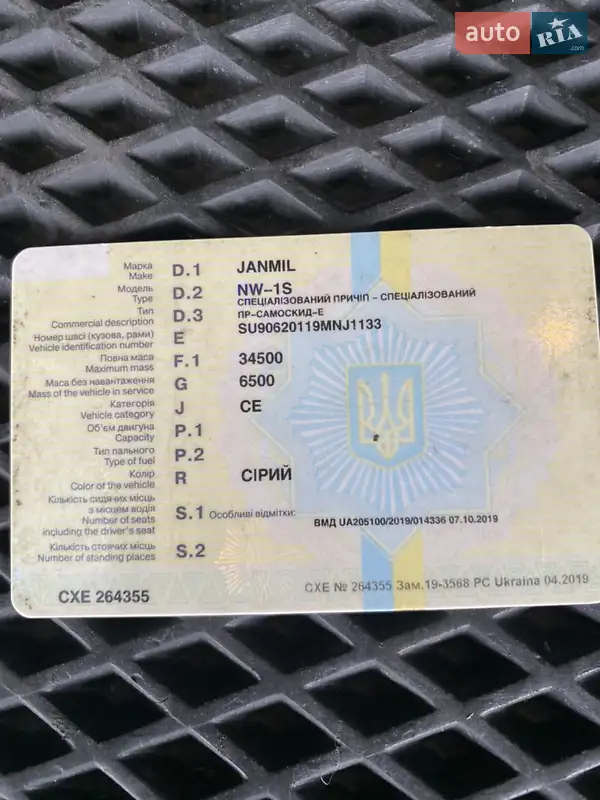 auto RIA .com
Марка D.1 JANMIL
Make
Модель D.2 NW-1S
Type
СПЕЦІАЛІЗОВАНИЙ ПРИЧІП - СПЕЦІАЛІЗОВАНИЙ
Тип D.3 ПР-САМОСКИД-Е
Commercial description
Номер шасі (кузова, рами) E SU90620119MNJ1133
Vehicle identification number
Повна маса F.1 34500
Maximum mass
Маса без навантаження G 6500
Mass of the vehicle in service
Категорія J CE
Vehicle category
Об'єм двигуна P.1
Capacity
Тип пального P.2
Type of fuel
Колір R СІРИЙ
Color of the vehicle
Кількість сидячих місць
з місцем водія S.1 Особливі відмітки:
Number of seats
including the driver's seat
ВМД UA205100/2019/014336 07.10.2019
Кількість стоячих місць S.2
Number of standing places
СХЕ 264355
СХЕ № 264355 Зам.19-3568 PC Ukraina 04.2019